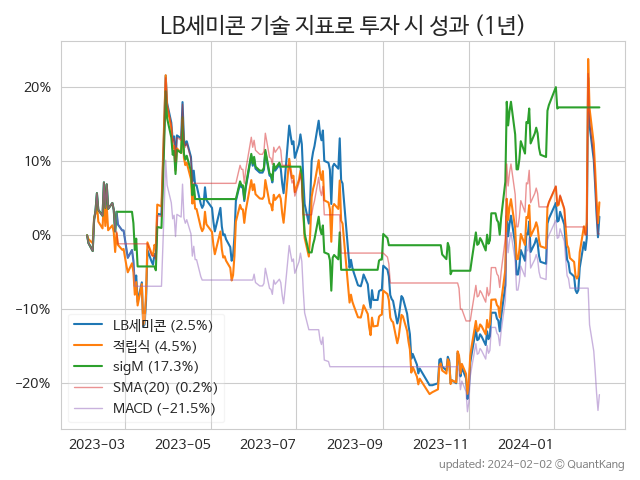 LB세미콘 기술 지표로 투자 시 성과 (1년)
20%
10%
0%
−10%
−20%
LB세미콘 (2.5%)
적립식 (4.5%)
sigM (17.3%)
SMA(20) (0.2%)
MACD (−21.5%)
2023−03 2023−05 2023−07 2023−09 2023−11 2024−01
updated: 2024−02−02 © QuantKang